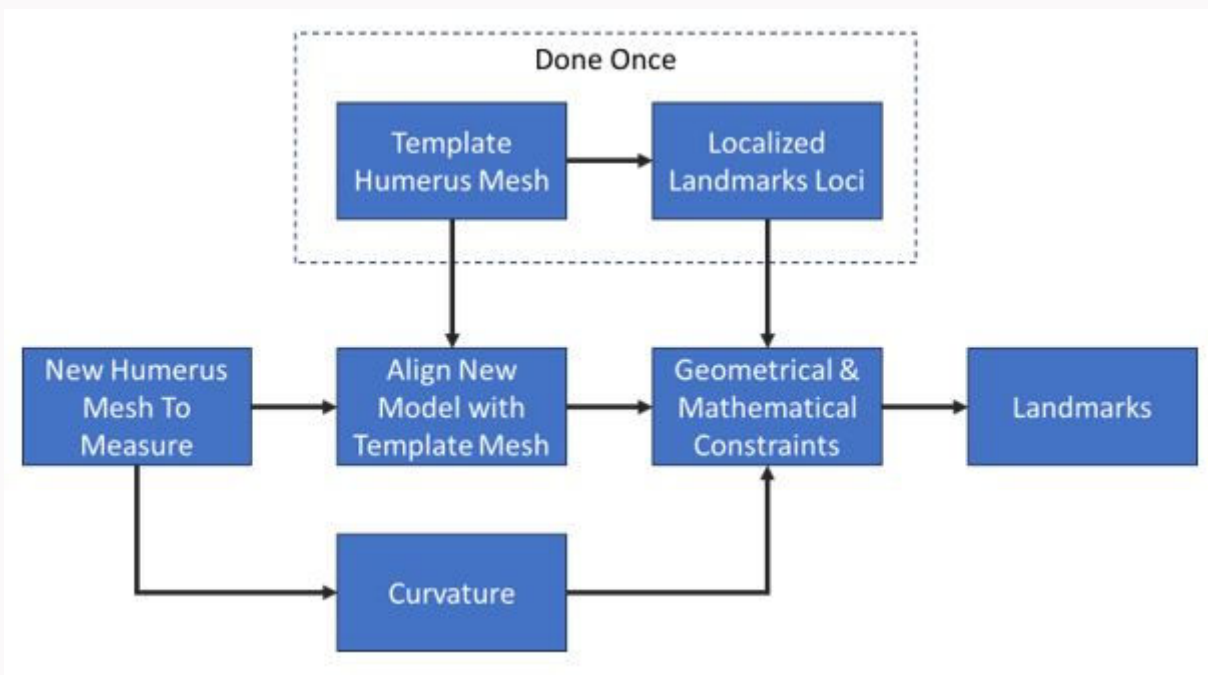 Done Once
Template
Humerus Mesh
Localized
Landmarks Loci
New Humerus
Mesh To
Measure
Align New
Model with
Template Mesh
Geometrical &
Mathematical
Constraints
Landmarks
Curvature